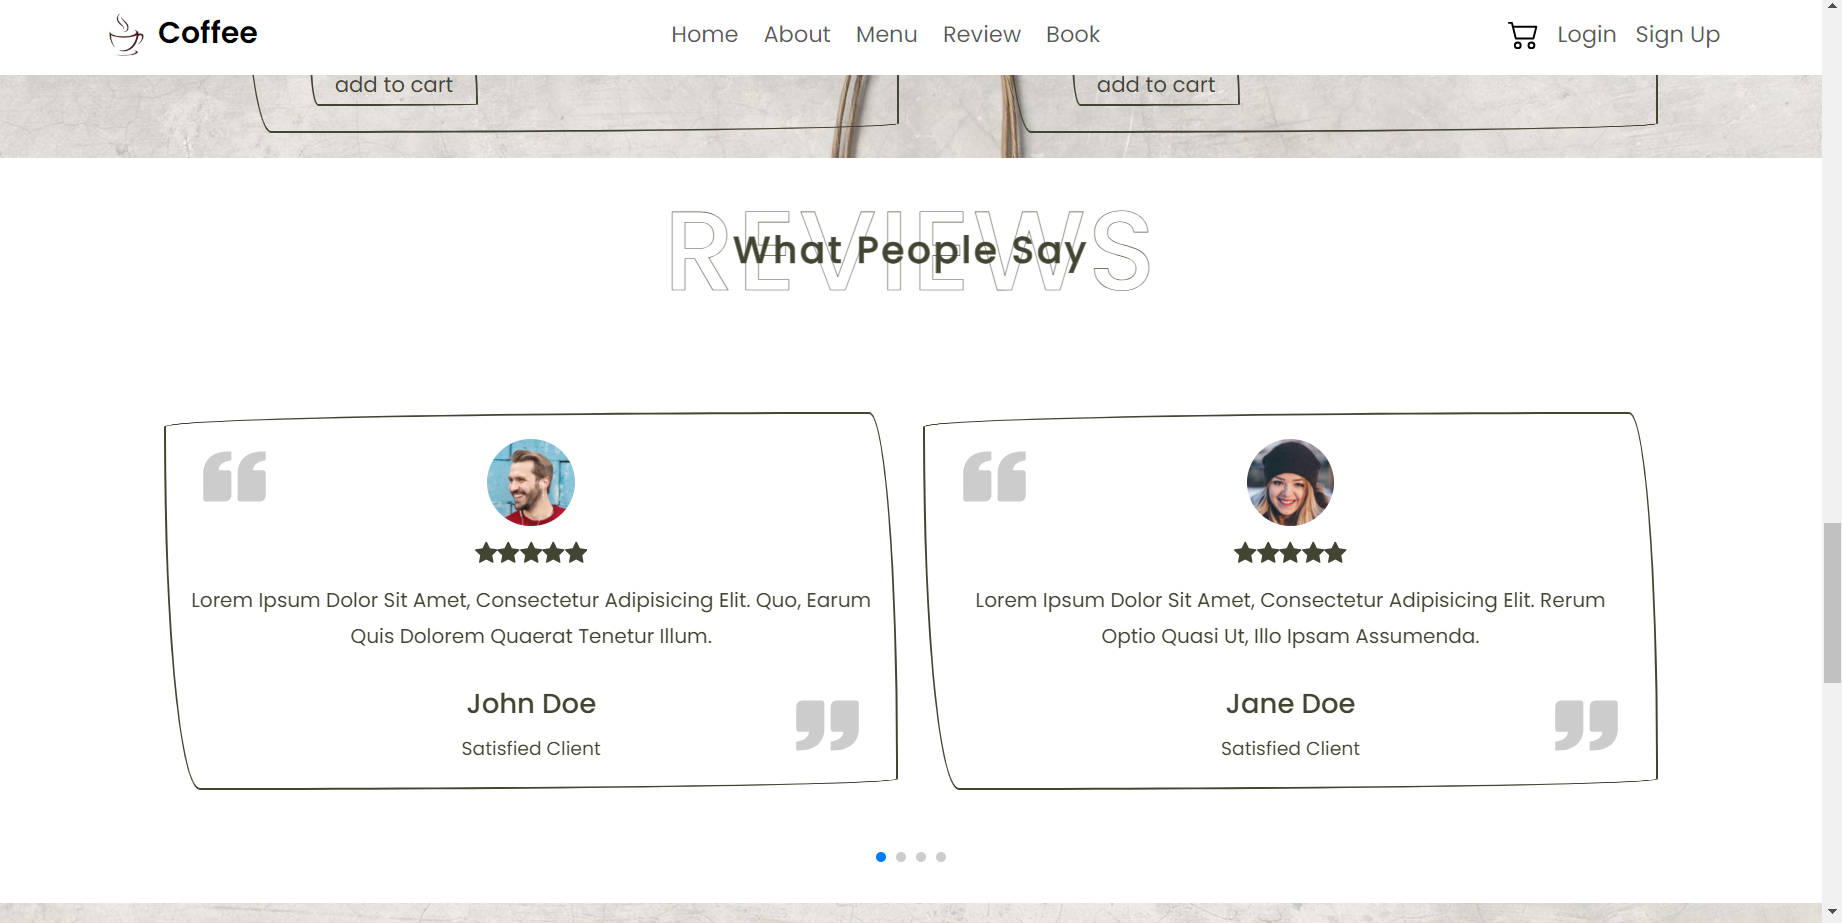 Coffee
Home About Menu Review Book
Login Sign Up
add to cart
add to cart
REVIEWS
What People Say
Lorem Ipsum Dolor Sit Amet, Consectetur Adipisicing Elit. Quo, Earum
Quis Dolorem Quaerat Tenetur Illum.
John Doe
Satisfied Client
Lorem Ipsum Dolor Sit Amet, Consectetur Adipisicing Elit. Rerum
Optio Quasi Ut, Illo Ipsam Assumenda.
Jane Doe
Satisfied Client